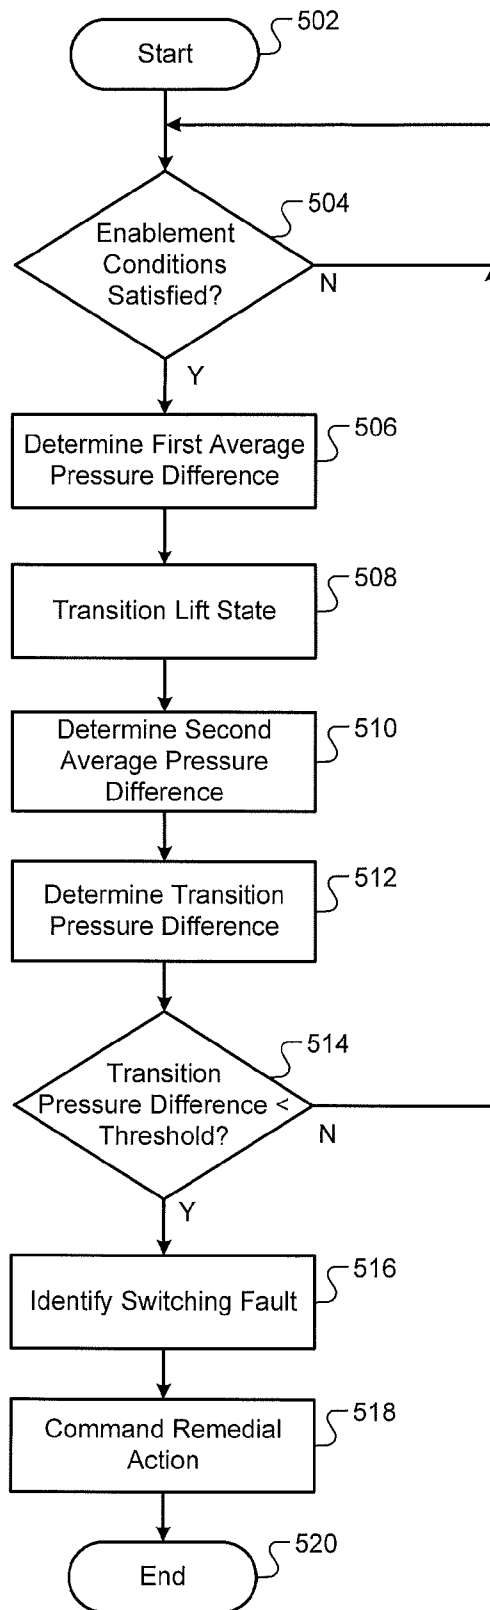 502
Start
504
Enablement
Conditions
Satisfied?
N
Y
506
Determine First Average
Pressure Difference
508
Transition Lift State
510
Determine Second
Average Pressure
Difference
512
Determine Transition
Pressure Difference
514
Transition
Pressure Difference <
Threshold?
N
Y
516
Identify Switching Fault
518
Command Remedial
Action
520
End